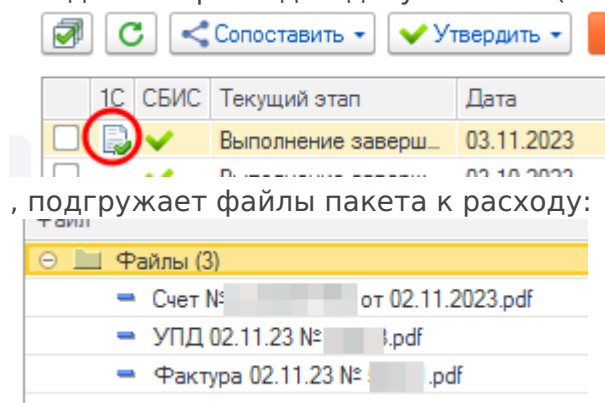 Сопоставить
Утвердить
1С СБИС Текущий этап Дата
Выполнение заверш... 03.11.2023
, подгружает файлы пакета к расходу:
Файл
Файлы (3)
Счет № от 02.11.2023.pdf
УПД 02.11.23 № .pdf
Фактура 02.11.23 № .pdf